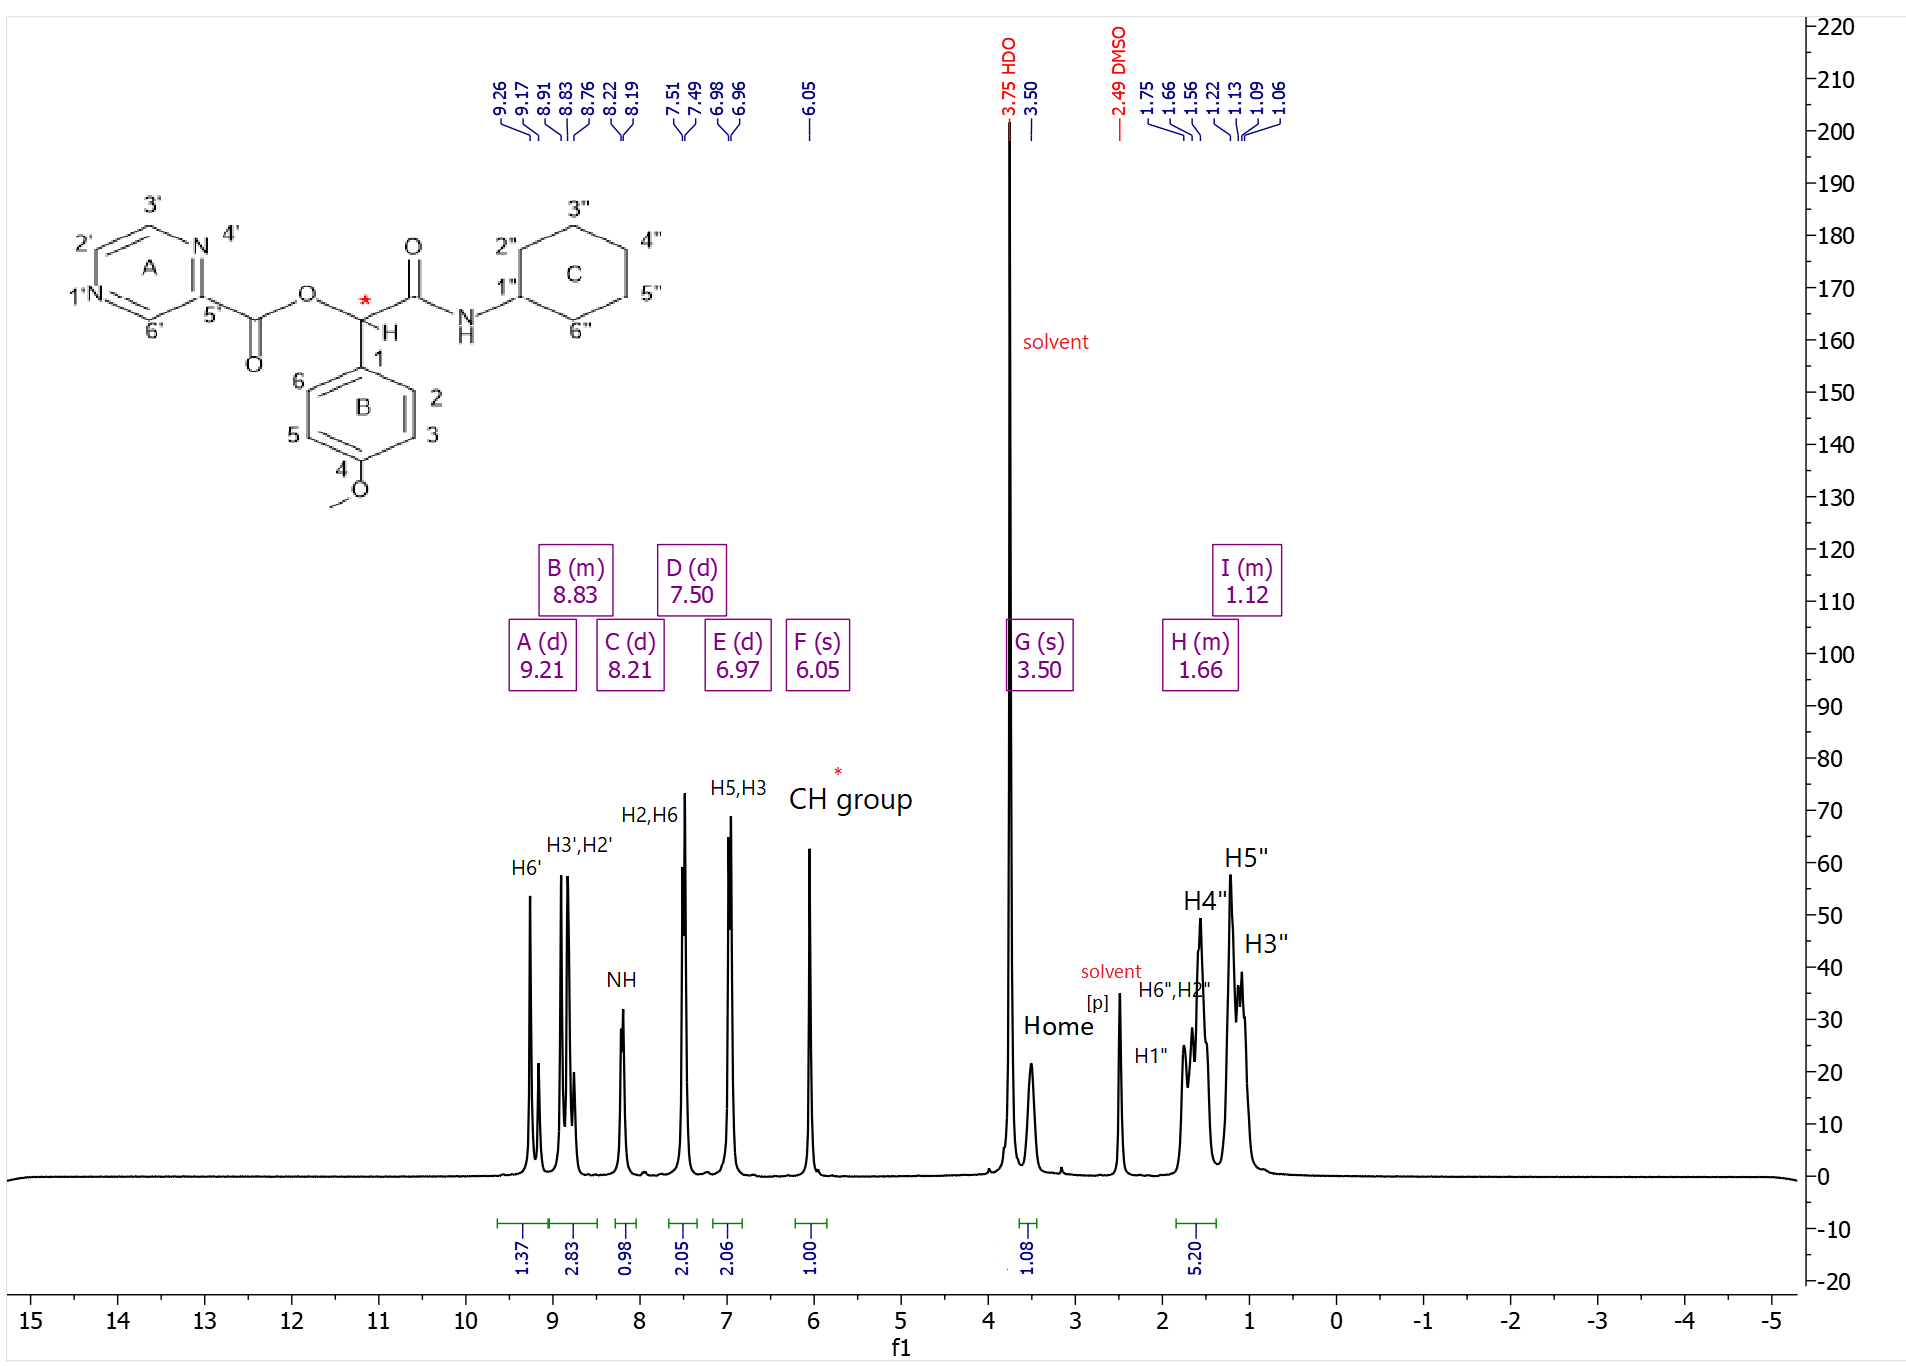 9.26
9.17
8.91
8.83
8.76
8.22
8.19
7.51
7.49
6.98
6.96
6.05
3.75 HDO
3.50
2.49 DMSO
1.75
1.66
1.56
1.22
1.13
1.09
1.06
3'
2'
N
4'
A
1'
N
6'
5'
O
O
*
H
O
N
H
1"
2"
3"
4"
C
5"
6"
1
6
2
B
5
3
4
O
solvent
B (m)
8.83
D (d)
7.50
I (m)
1.12
A (d)
9.21
C (d)
8.21
E (d)
6.97
F (s)
6.05
G (s)
3.50
H (m)
1.66
*
CH group
H5,H3
H2,H6
H3',H2'
H6'
NH
H5"
H4"
H3"
solvent
[p]
H6",H2"
Home
H1"
1.37
2.83
0.98
2.05
2.06
1.00
1.08
5.20
15 14 13 12 11 10 9 8 7 6 5 4 3 2 1 0 -1 -2 -3 -4 -5
f1
220
210
200
190
180
170
160
150
140
130
120
110
100
90
80
70
60
50
40
30
20
10
0
-10
-20